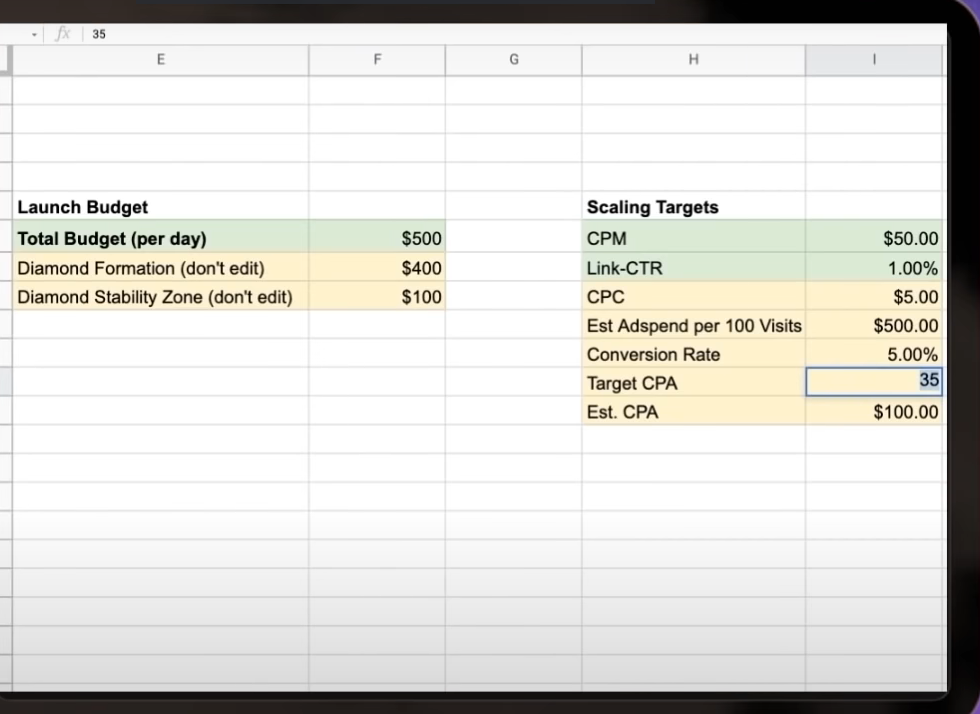 fx 35
E F G H I
Launch Budget Scaling Targets
Total Budget (per day) $500 CPM $50.00
Diamond Formation (don't edit) $400 Link-CTR 1.00%
Diamond Stability Zone (don't edit) $100 CPC $5.00
Est Adspend per 100 Visits $500.00
Conversion Rate 5.00%
Target CPA 35
Est. CPA $100.00